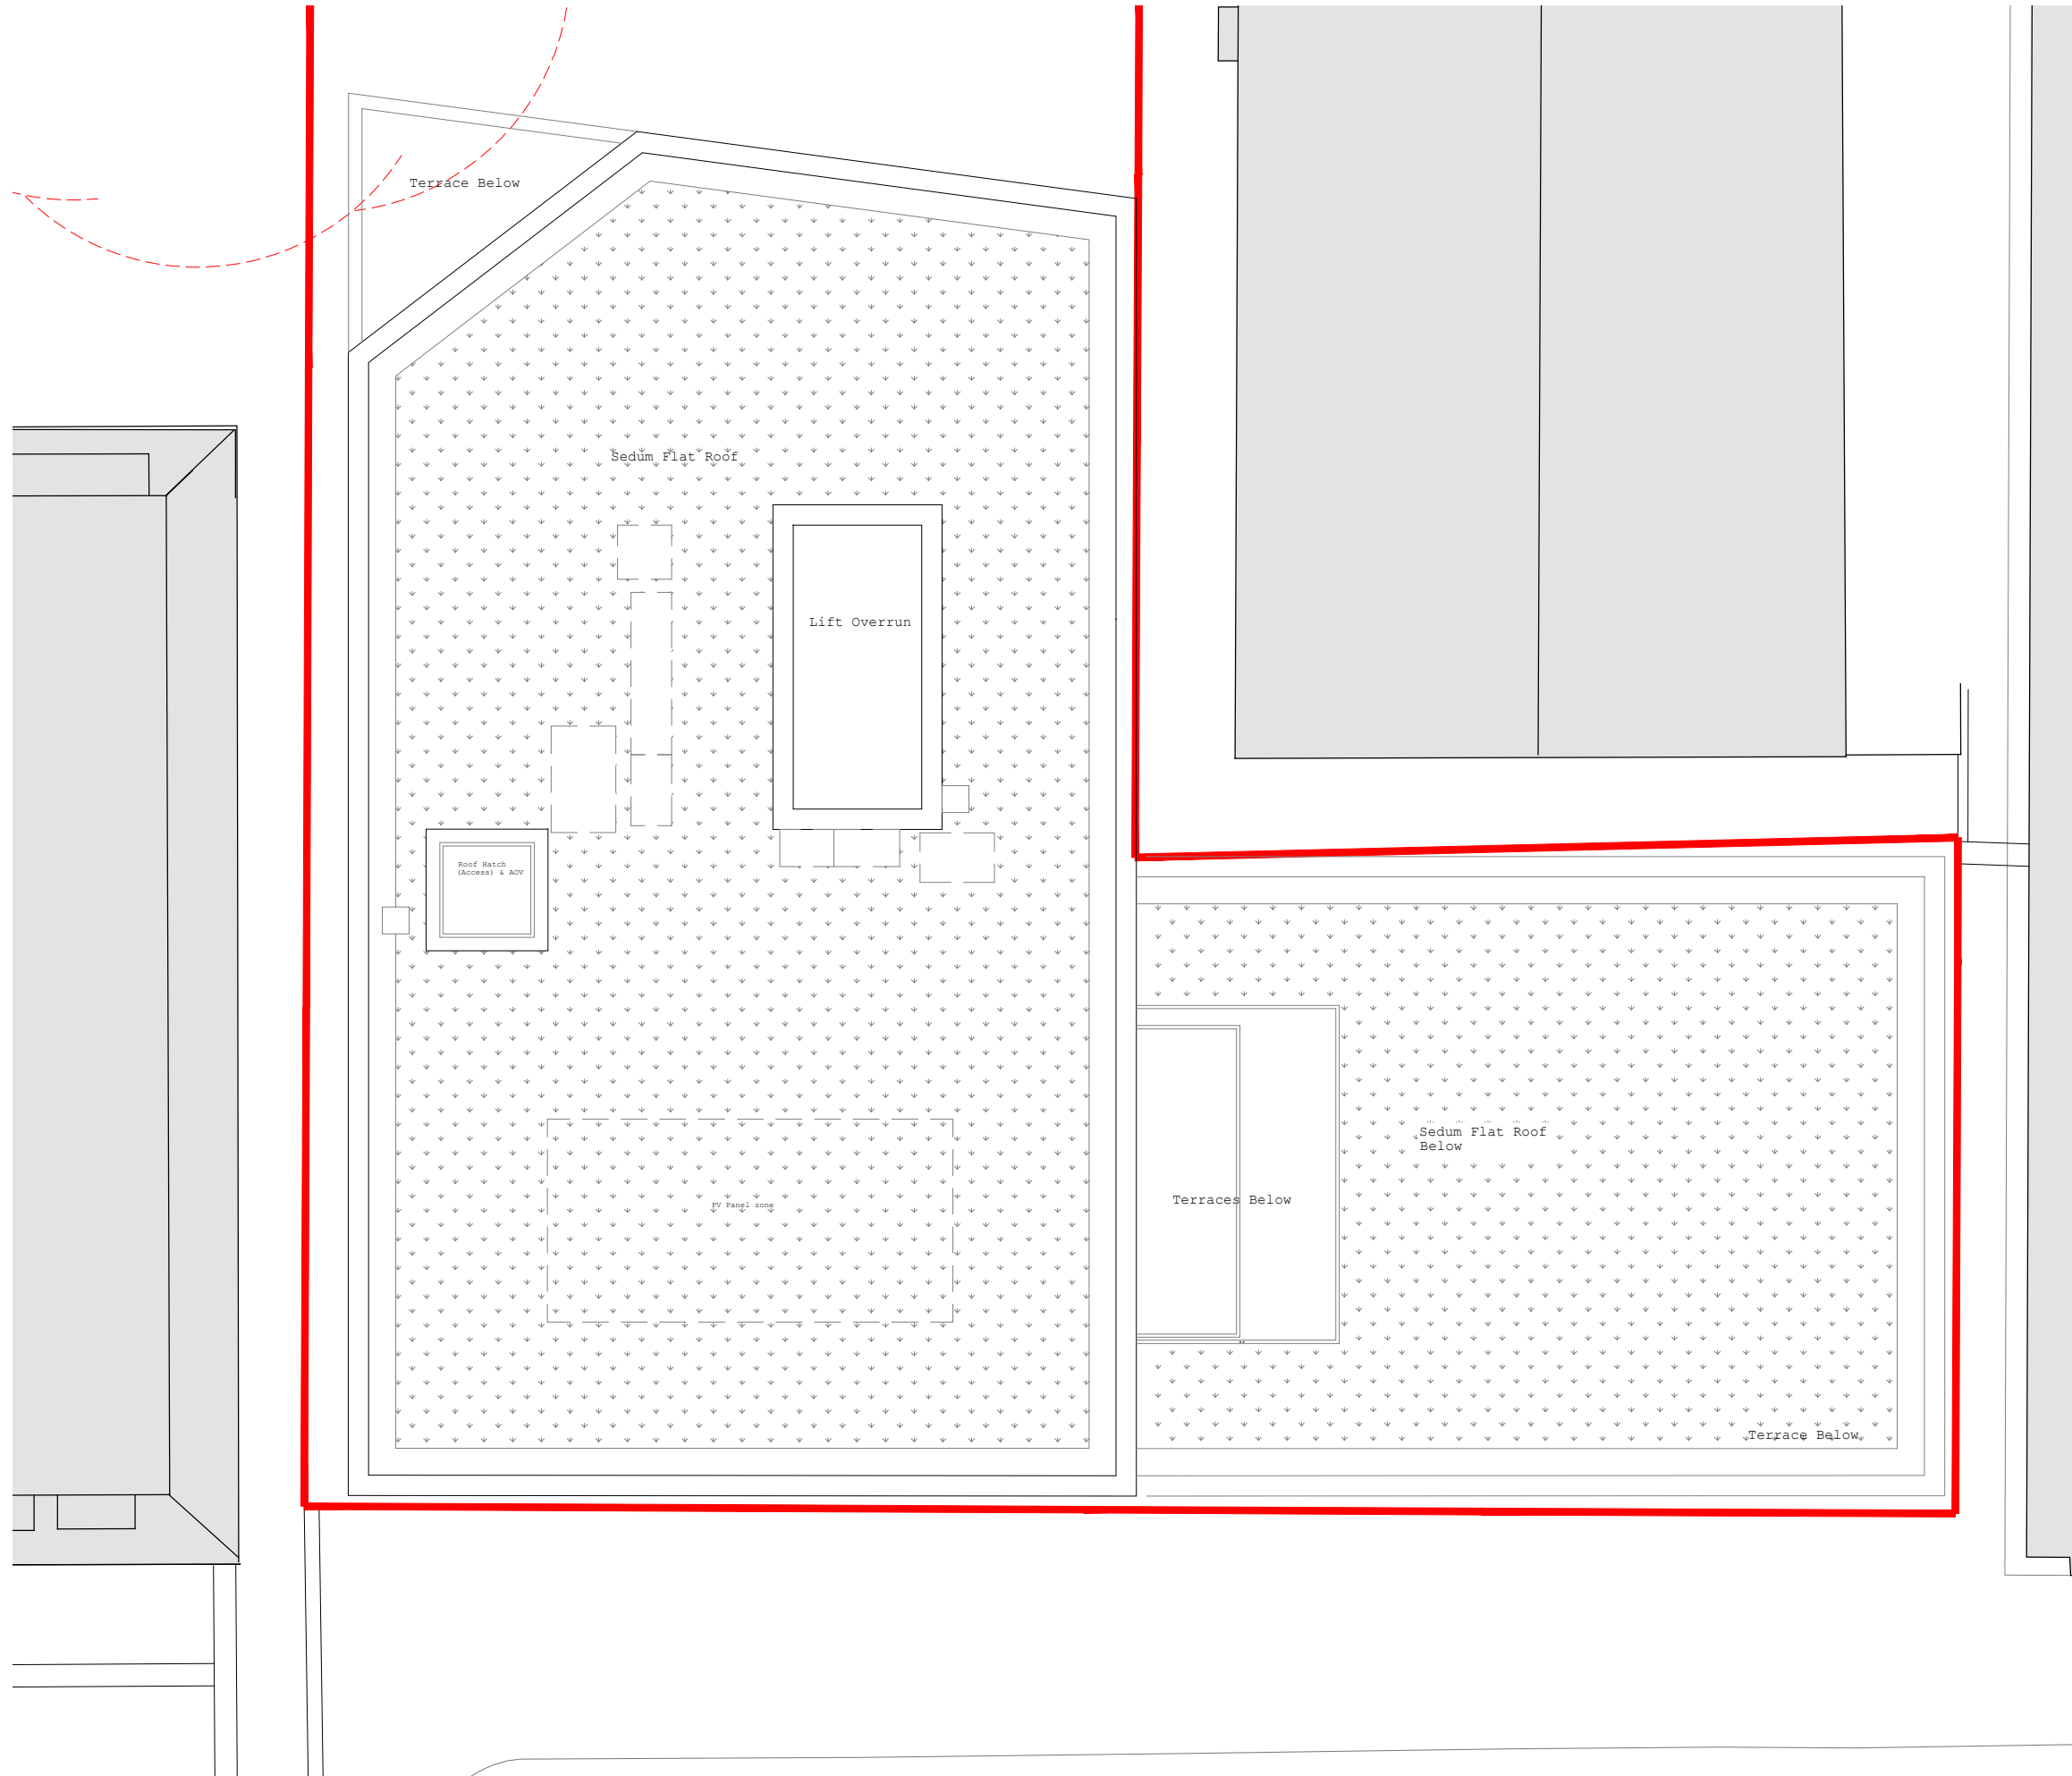 Terrace Below
Sedum Flat Roof
Lift Overrun
Roof Hatch
(Access) & AOV
Sedum Flat Roof
Below
Terraces Below
PV Panel zone
Terrace Below